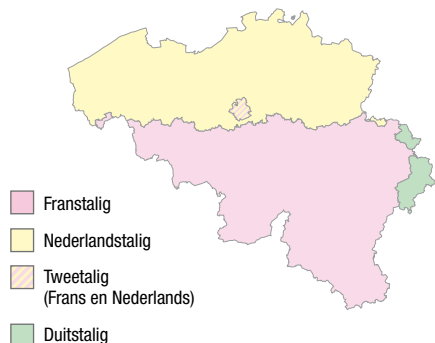 Franstalig
Nederlandstalig
Tweetalig
(Frans en Nederlands)
Duitstalig